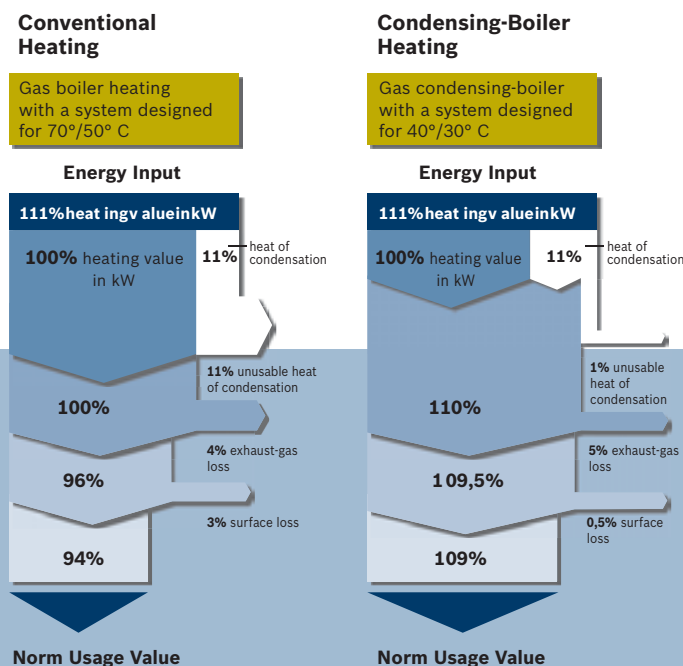 Conventional
Heating
Gas boiler heating
with a system designed
for 70°/50° C
Energy Input
111%heat ingv alueinkW
100% heating value
in kW
11%
heat of
condensation
11% unusable heat
of condensation
100%
4% exhaust-gas
loss
96%
3% surface loss
94%
Norm Usage Value
Condensing-Boiler
Heating
Gas condensing-boiler
with a system designed
for 40°/30° C
Energy Input
111%heat ingv alueinkW
100% heating value
in kW
11%
heat of
condensation
1% unusable
heat of
condensation
110%
5% exhaust-gas
loss
109,5%
0,5% surface
loss
109%
Norm Usage Value